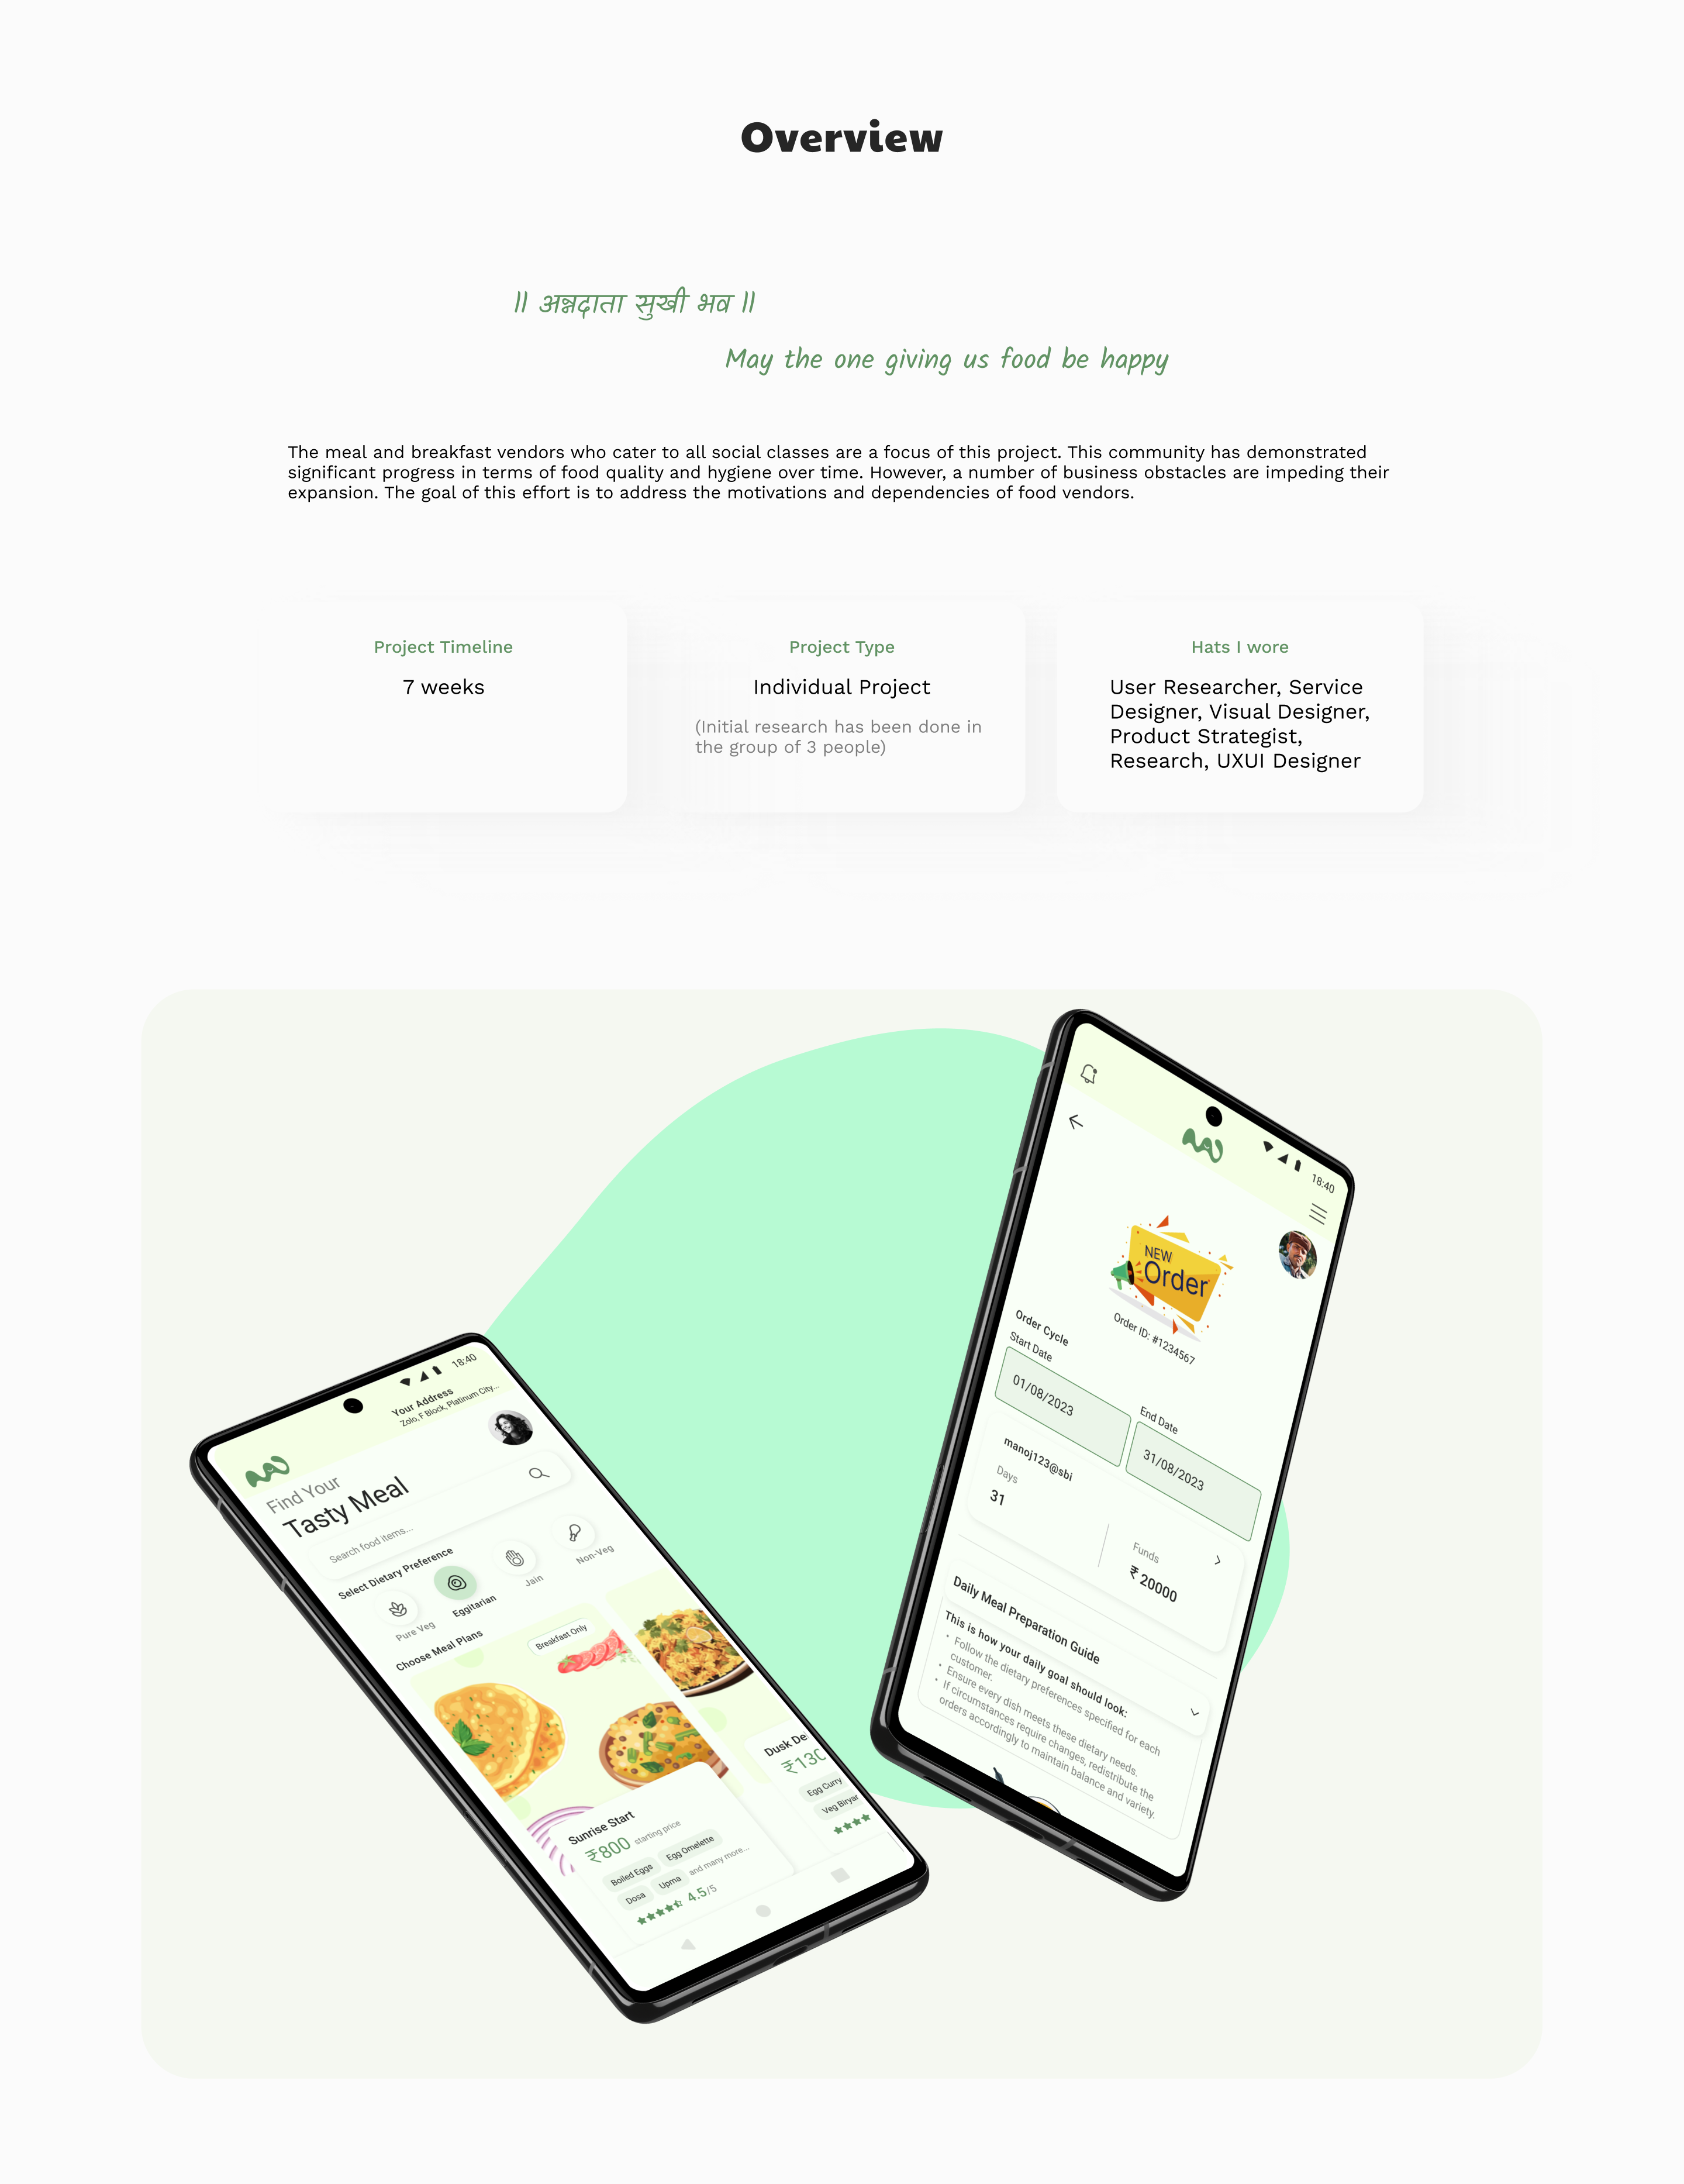 Overview
॥ अन्नदाता सुखी भव ॥
May the one giving us food be happy
The meal and breakfast vendors who cater to all social classes are a focus of this project. This community has demonstrated
significant progress in terms of food quality and hygiene over time. However, a number of business obstacles are impeding their
expansion. The goal of this effort is to address the motivations and dependencies of food vendors.
Project Timeline
7 weeks
Project Type
Individual Project
(Initial research has been done in
the group of 3 people)
Hats I wore
User Researcher, Service
Designer, Visual Designer,
Product Strategist,
Research, UXUI Designer
18:40
Your Address
Zolo, F Block, Platinum City...
Find Your
Tasty Meal
Search food items...
Select Dietary Preference
Pure Veg
Eggitarian
Jain
Non-Veg
Choose Meal Plans
Breakfast Only
Sunrise Start
₹800 starting price
Boiled Eggs
Egg Omelette
Dosa
Upma
and many more...
4.5/5
Dusk De
₹130
Egg Curry
Veg Biryar
18:40
NEW
Order
Order ID: #1234567
Order Cycle
Start Date
01/08/2023
End Date
31/08/2023
manoj123@sbi
Days
31
Funds
₹ 20000
Daily Meal Preparation Guide
This is how your daily goal should look:
• Follow the dietary preferences specified for each
customer.
• Ensure every dish meets these dietary needs.
• If circumstances require changes, redistribute the
orders accordingly to maintain balance and variety.